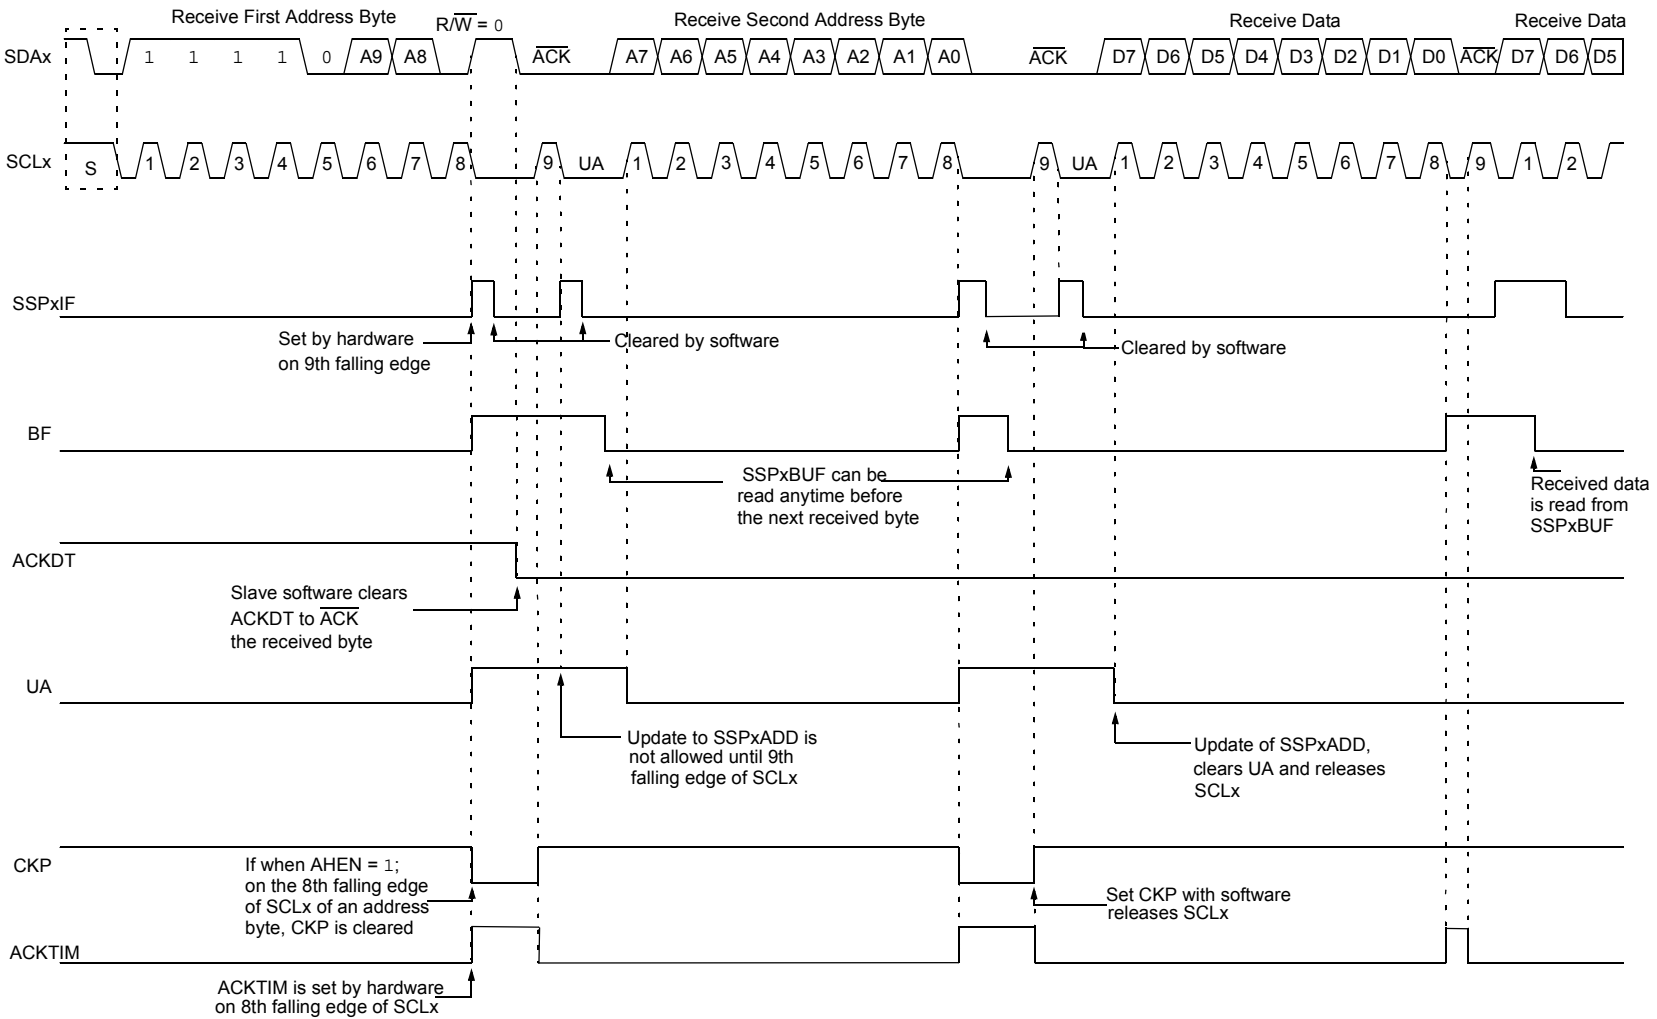 Receive First Address Byte
R/W = 0
Receive Second Address Byte
Receive Data
Receive Data
SDAx
1 1 1 1 0 A9 A8 ACK A7 A6 A5 A4 A3 A2 A1 A0 ACK D7 D6 D5 D4 D3 D2 D1 D0 ACK D7 D6 D5
SCLx
S 1 2 3 4 5 6 7 8 9 UA 1 2 3 4 5 6 7 8 9 UA 1 2 3 4 5 6 7 8 9 1 2
SSPxIF
Set by hardware
on 9th falling edge
Cleared by software
Cleared by software
BF
SSPxBUF can be
read anytime before
the next received byte
Received data
is read from
SSPxBUF
ACKDT
Slave software clears
ACKDT to ACK
the received byte
UA
Update to SSPxADD is
not allowed until 9th
falling edge of SCLx
Update of SSPxADD,
clears UA and releases
SCLx
CKP
If when AHEN = 1;
on the 8th falling edge
of SCLx of an address
byte, CKP is cleared
Set CKP with software
releases SCLx
ACKTIM
ACKTIM is set by hardware
on 8th falling edge of SCLx